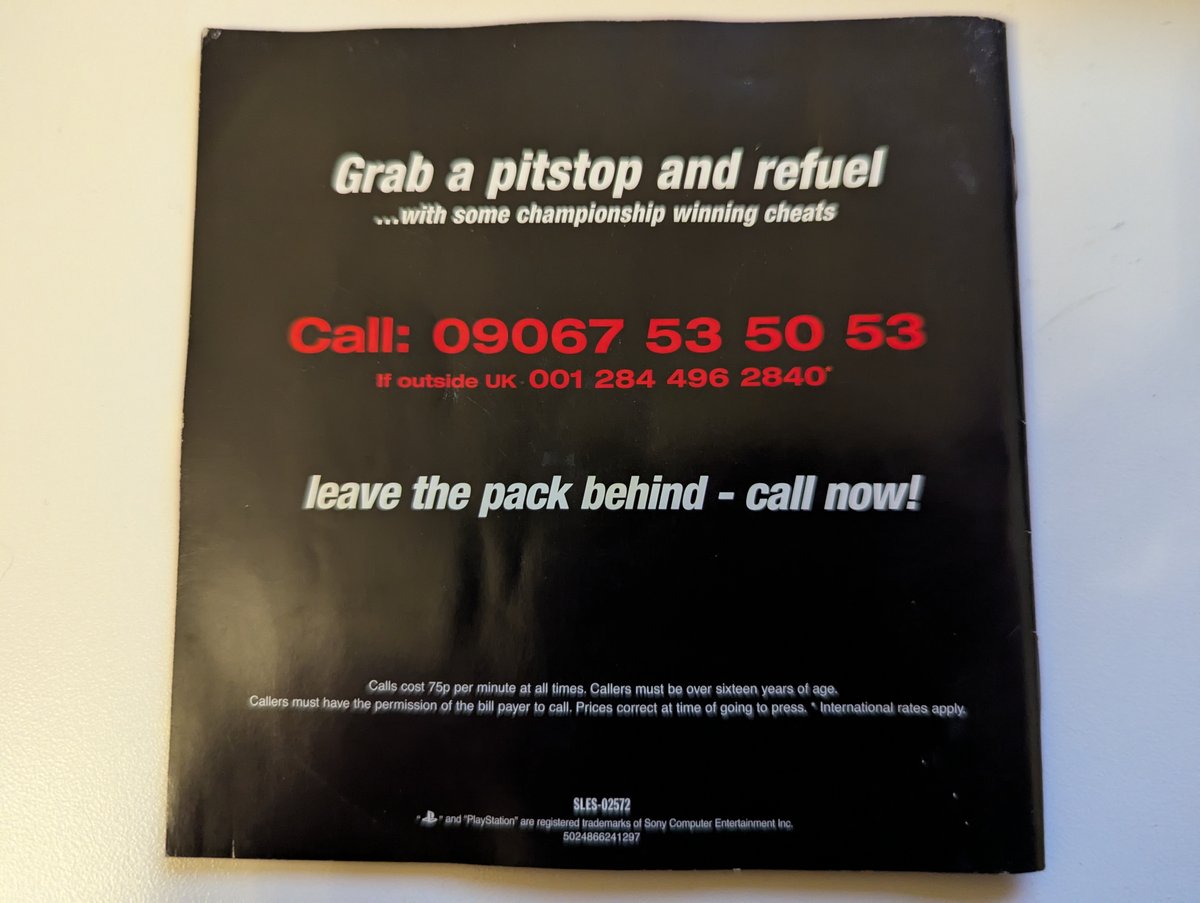 Grab a pitstop and refuel
...with some championship winning cheats
Call: 09067 53 50 53
If outside UK - 001 284 496 2840*
leave the pack behind - call now!
Calls cost 75p per minute at all times. Callers must be over sixteen years of age.
Callers must have the permission of the bill payer to call. Prices correct at time of going to press. * International rates apply.
SLES-02572
" " and "PlayStation" are registered trademarks of Sony Computer Entertainment Inc.
5024866241297